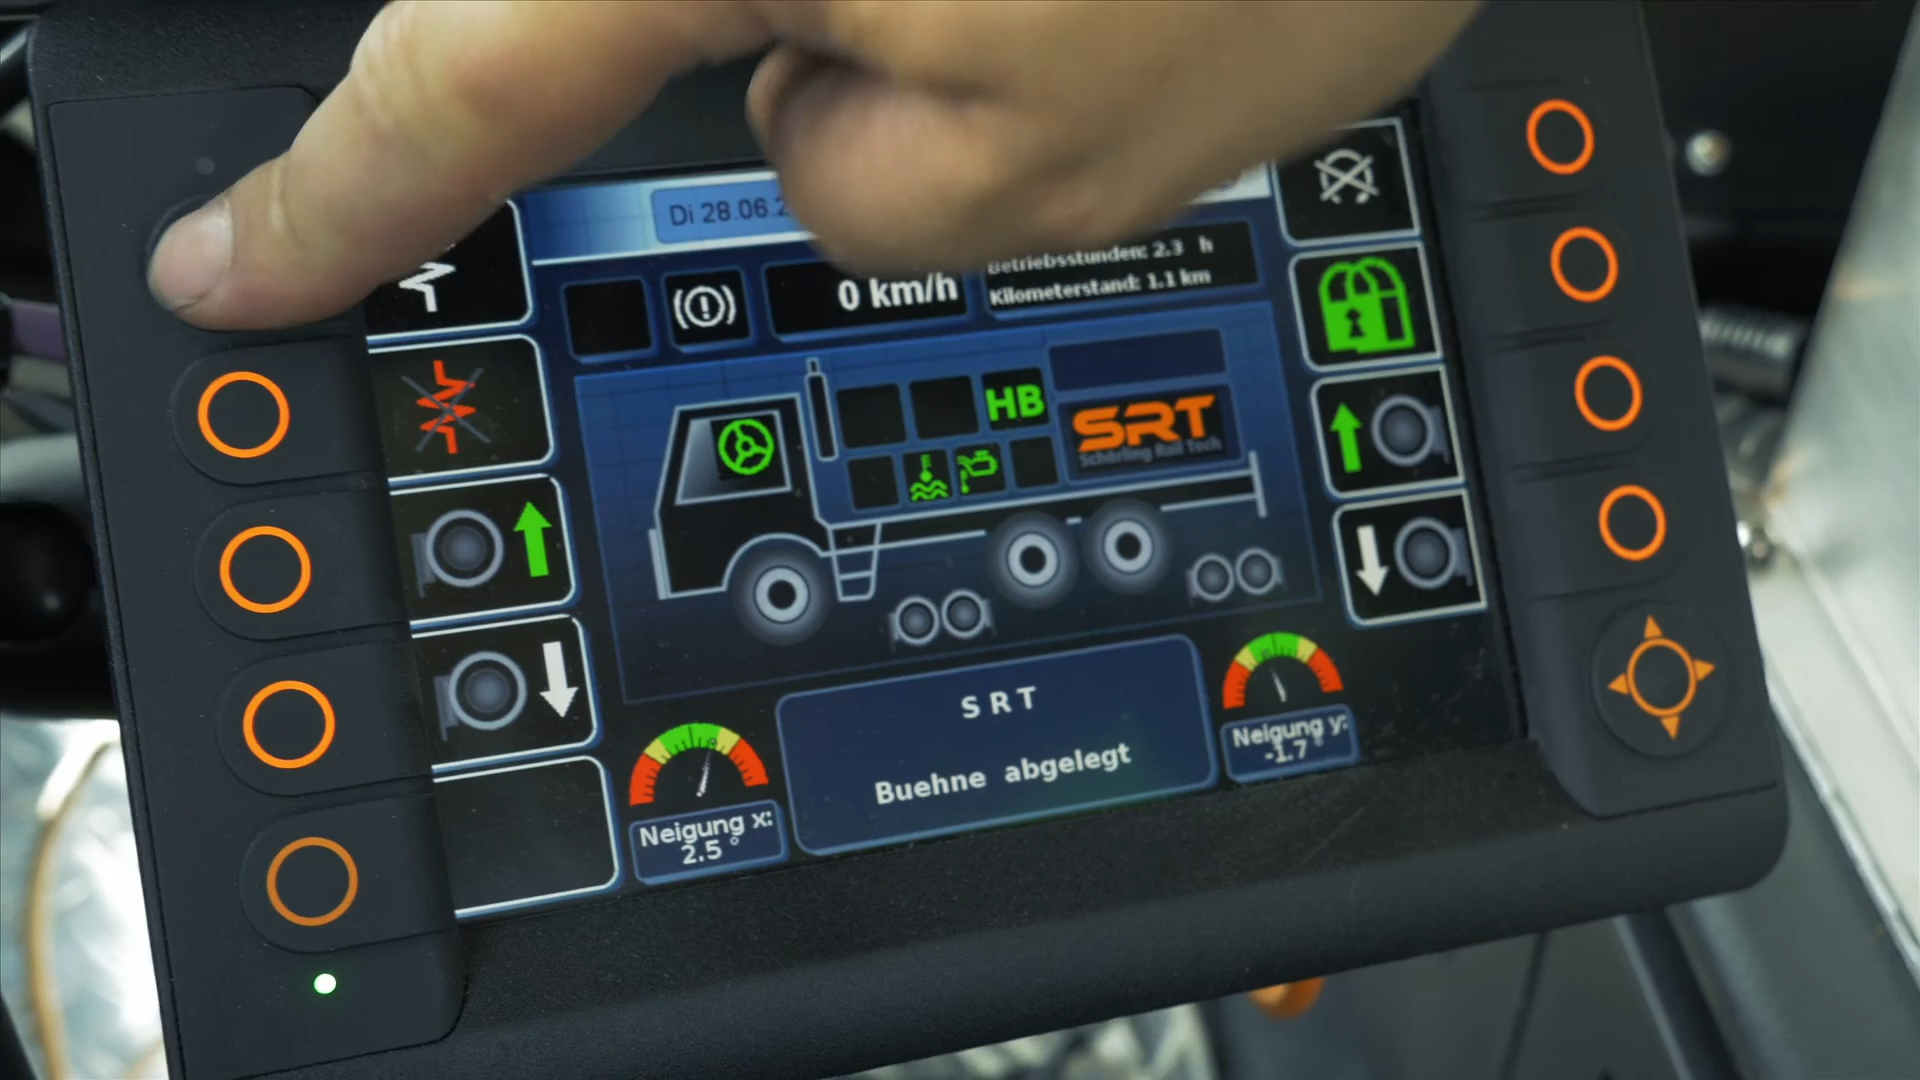 Di 28.06.2
Betriebsstunden: 2.3 h
0 km/h
Kilometerstand: 1.1 km
HB
SRT
Schörling Rail Tech
S R T
Buehne abgelegt
Neigung y:
-1.7 °
Neigung x:
2.5 °